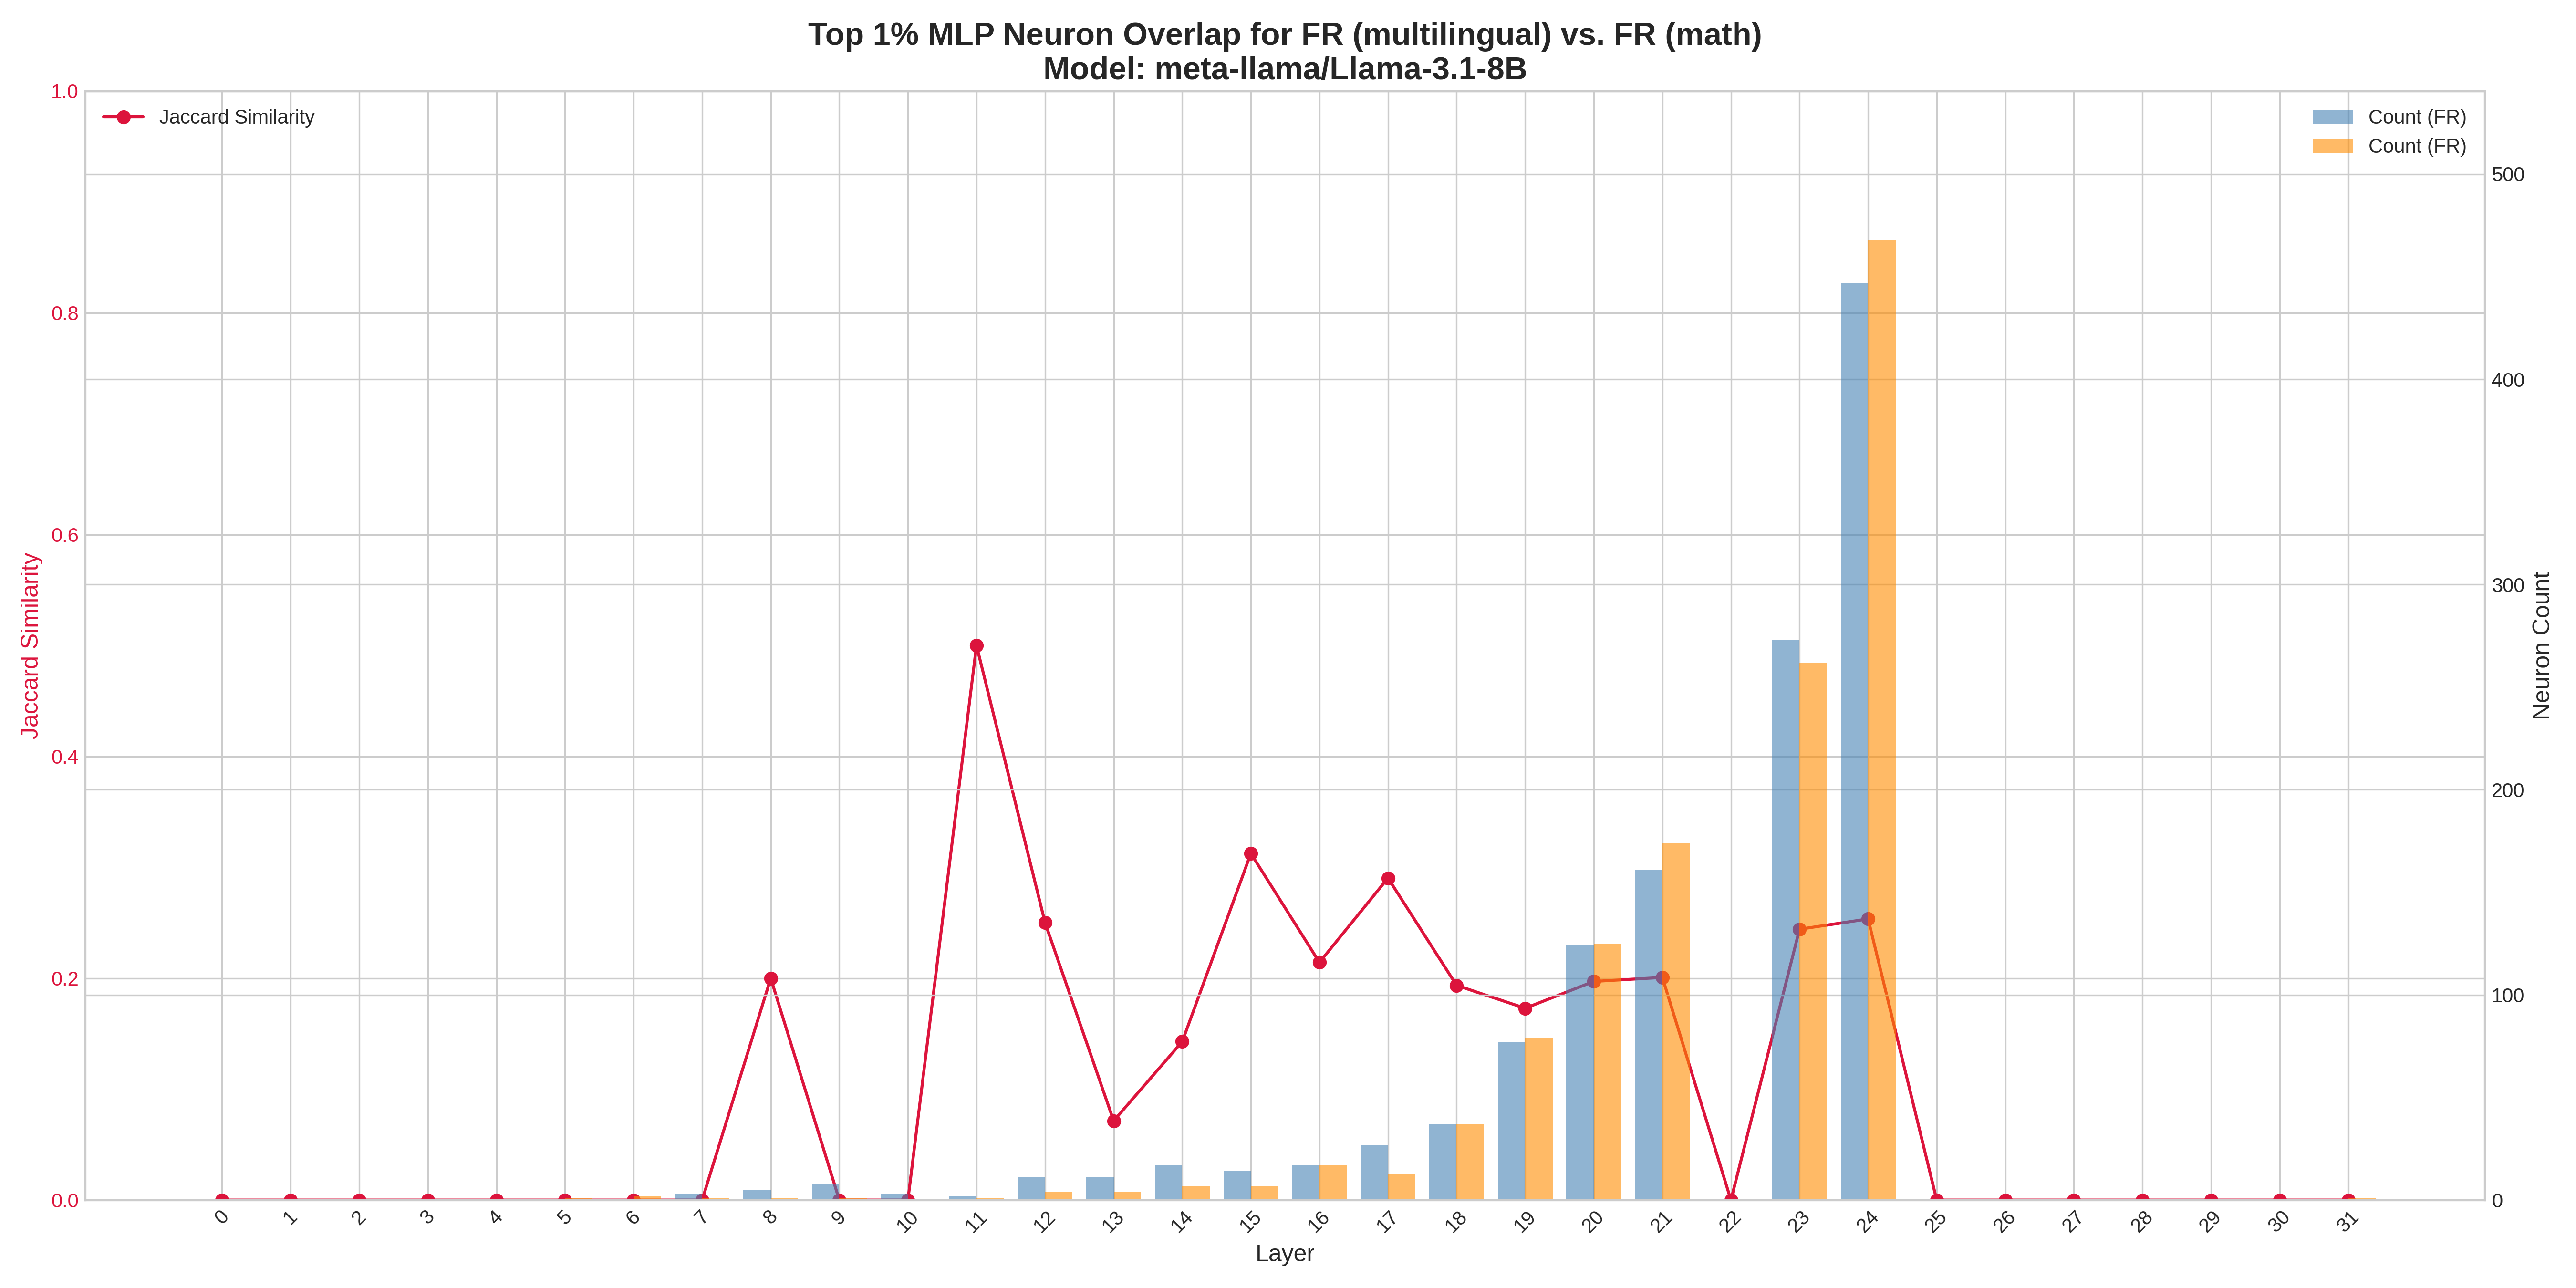 Top 1% MLP Neuron Overlap for FR (multilingual) vs. FR (math)
Model: meta-llama/Llama-3.1-8B
Jaccard Similarity
Count (FR)
Count (FR)
1.0
0.8
0.6
0.4
0.2
0.0
Jaccard Similarity
500
400
300
200
100
0
Neuron Count
0 1 2 3 4 5 6 7 8 9 10 11 12 13 14 15 16 17 18 19 20 21 22 23 24 25 26 27 28 29 30 31
Layer